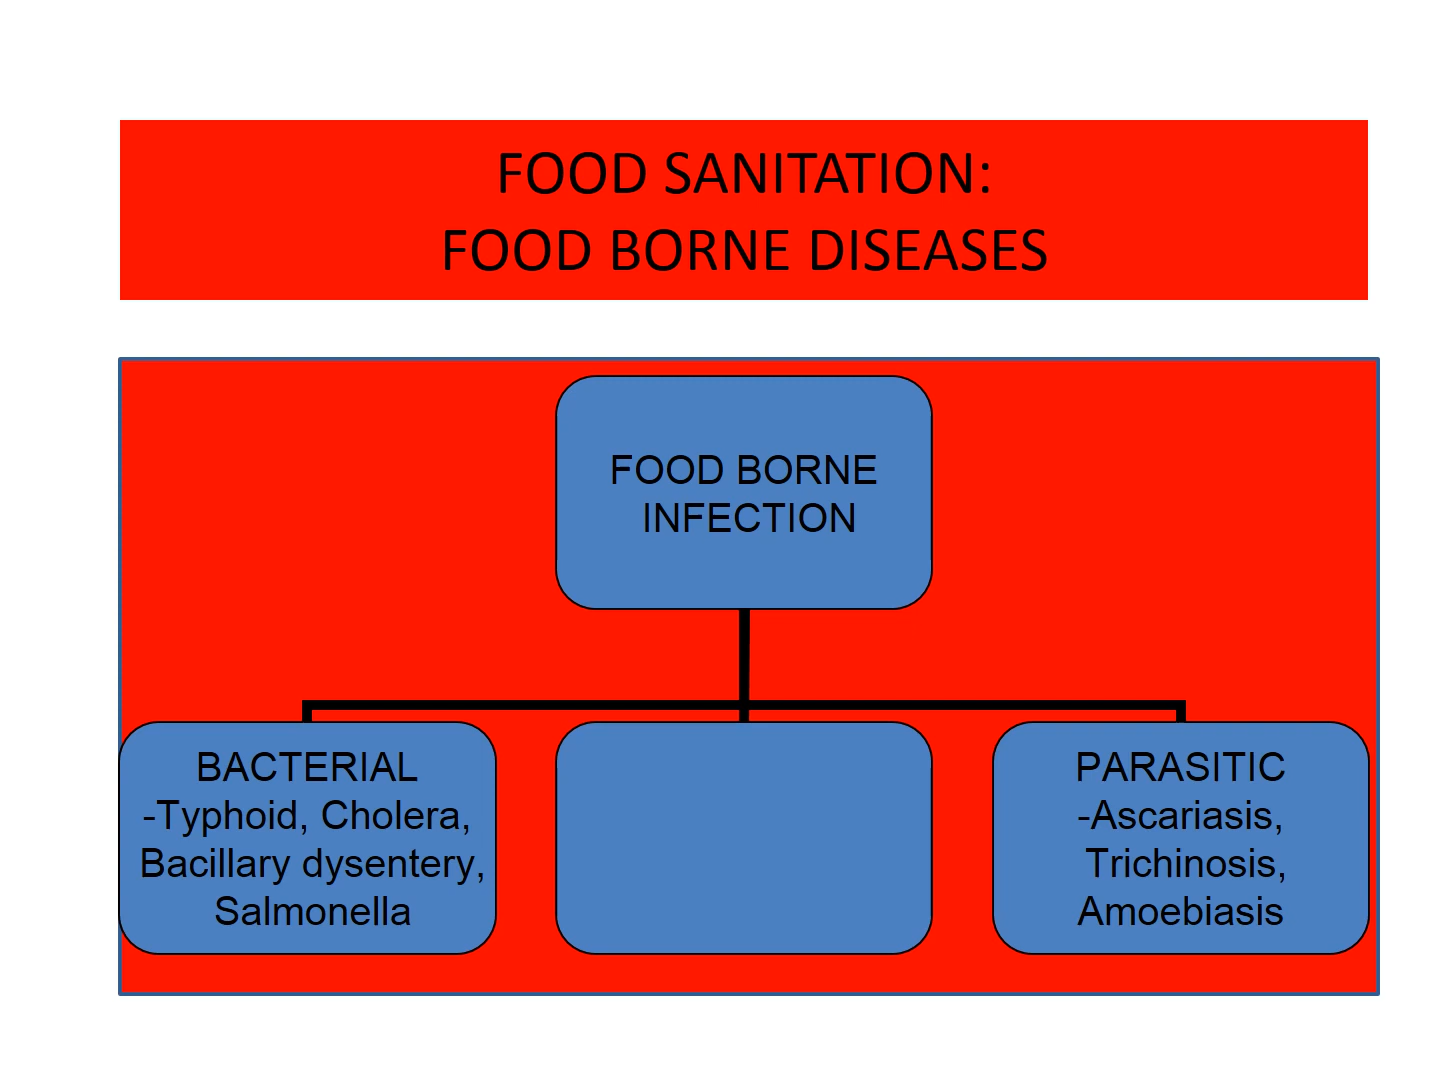 FOOD SANITATION:
FOOD BORNE DISEASES
FOOD BORNE
INFECTION
BACTERIAL
-Typhoid, Cholera,
Bacillary dysentery,
Salmonella
PARASITIC
-Ascariasis,
Trichinosis,
Amoebiasis